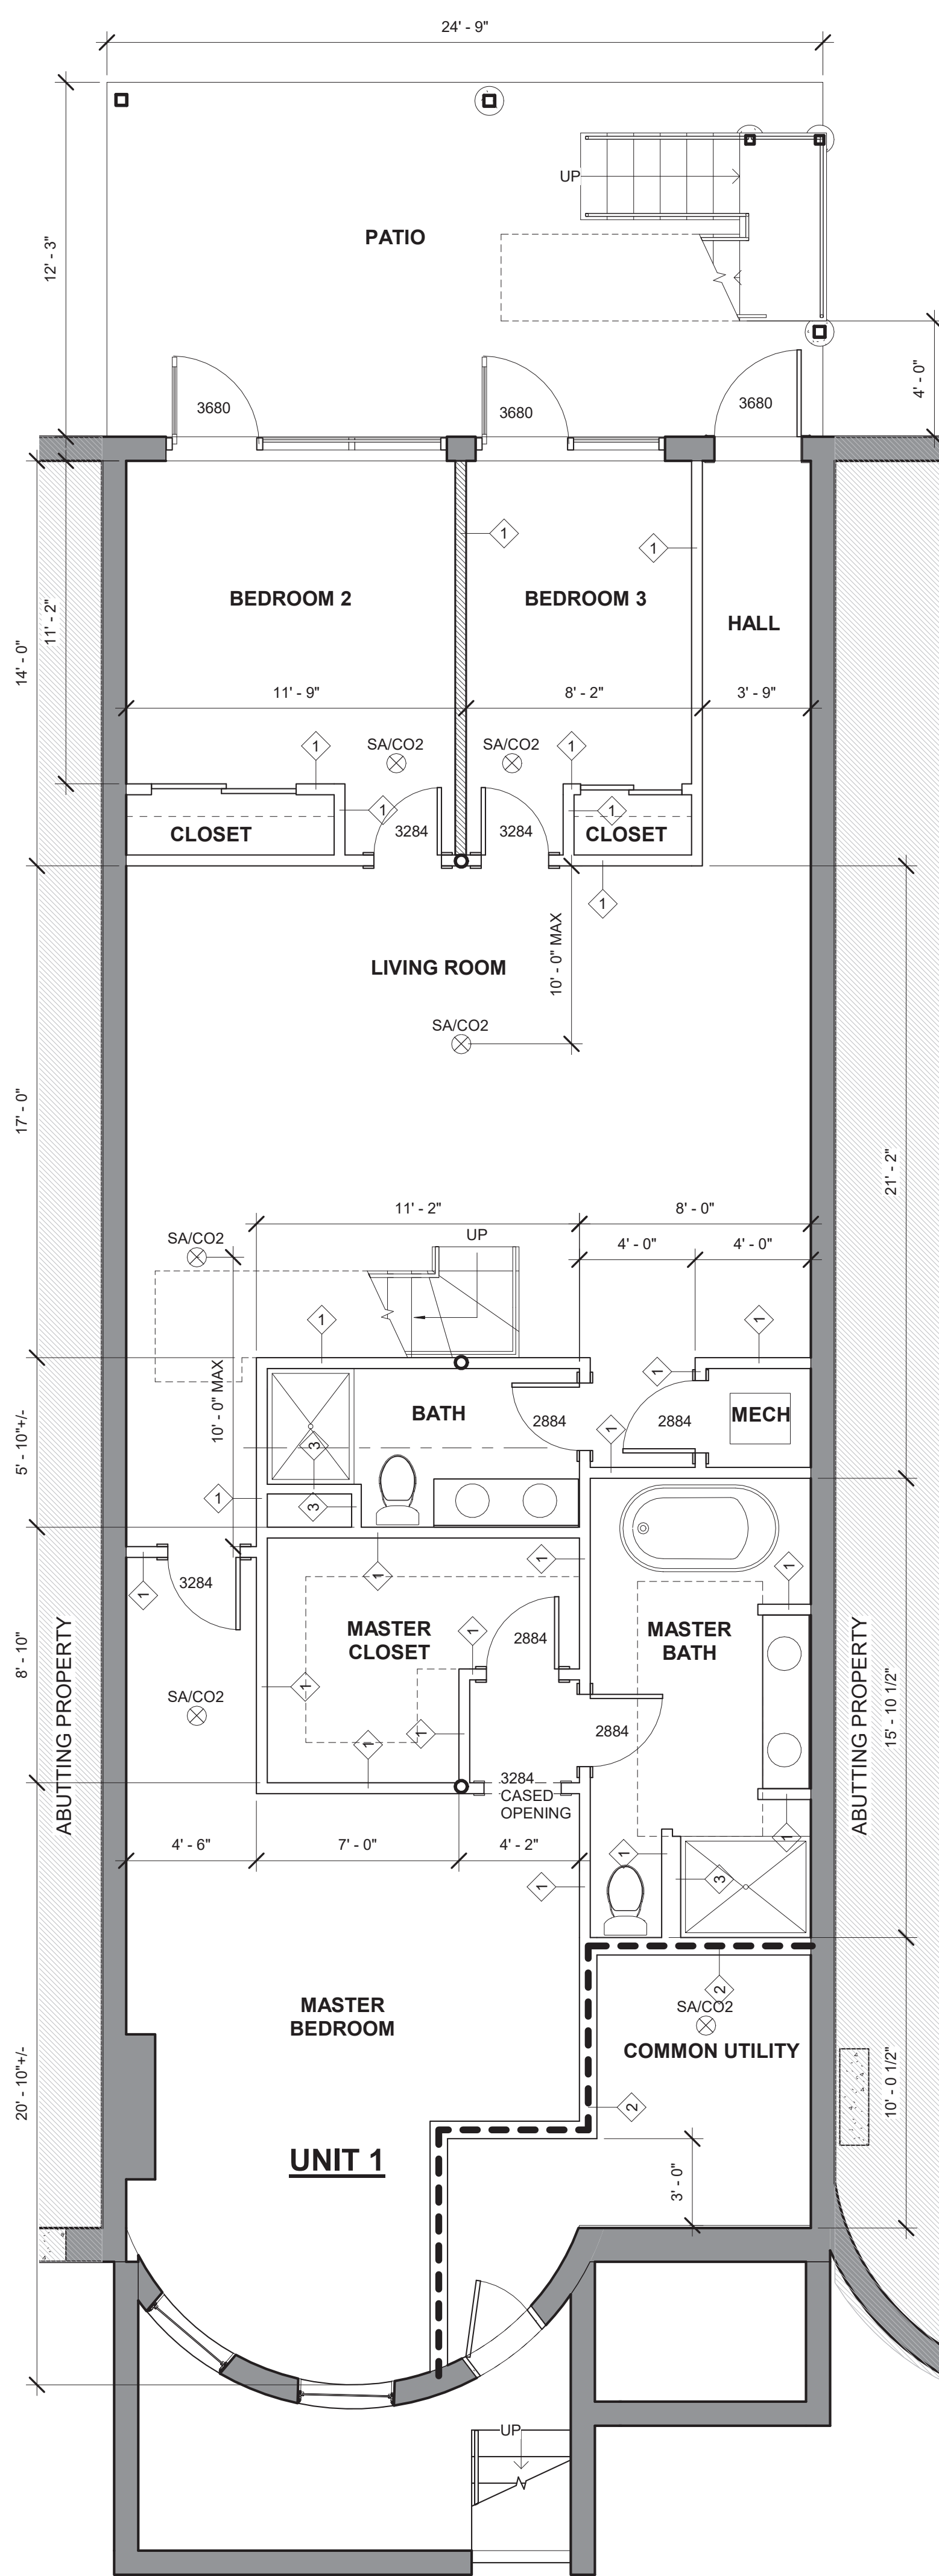 24' - 9"
12' - 3"
UP
PATIO
4' - 0"
3680
3680
3680
1
1
BEDROOM 2
BEDROOM 3
HALL
11' - 2"
14' - 0"
11' - 9"
8' - 2"
3' - 9"
SA/CO2
SA/CO2
1
1
1
1
3284
3284
CLOSET
CLOSET
1
10' - 0" MAX
LIVING ROOM
SA/CO2
17' - 0"
21' - 2"
11' - 2"
8' - 0"
UP
4' - 0"
4' - 0"
SA/CO2
1
1
1
10' - 0" MAX
BATH
2884
2884
MECH
5' - 10"+/-
1
3
3
1
1
1
1
3284
1
MASTER
CLOSET
1
2884
MASTER
BATH
8' - 10"
ABUTTING PROPERTY
ABUTTING PROPERTY
15' - 10 1/2"
1
SA/CO2
1
1
2884
3284
CASED
OPENING
4' - 6"
7' - 0"
4' - 2"
1
1
1
3
2
SA/CO2
MASTER
BEDROOM
COMMON UTILITY
2
20' - 10"+/-
10' - 0 1/2"
UNIT 1
3' - 0"
UP